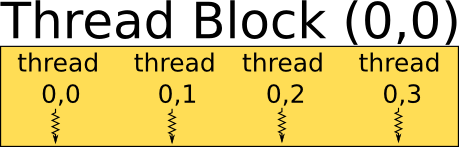 Thread Block (0,0)
thread thread thread thread
0,0 0,1 0,2 0,3